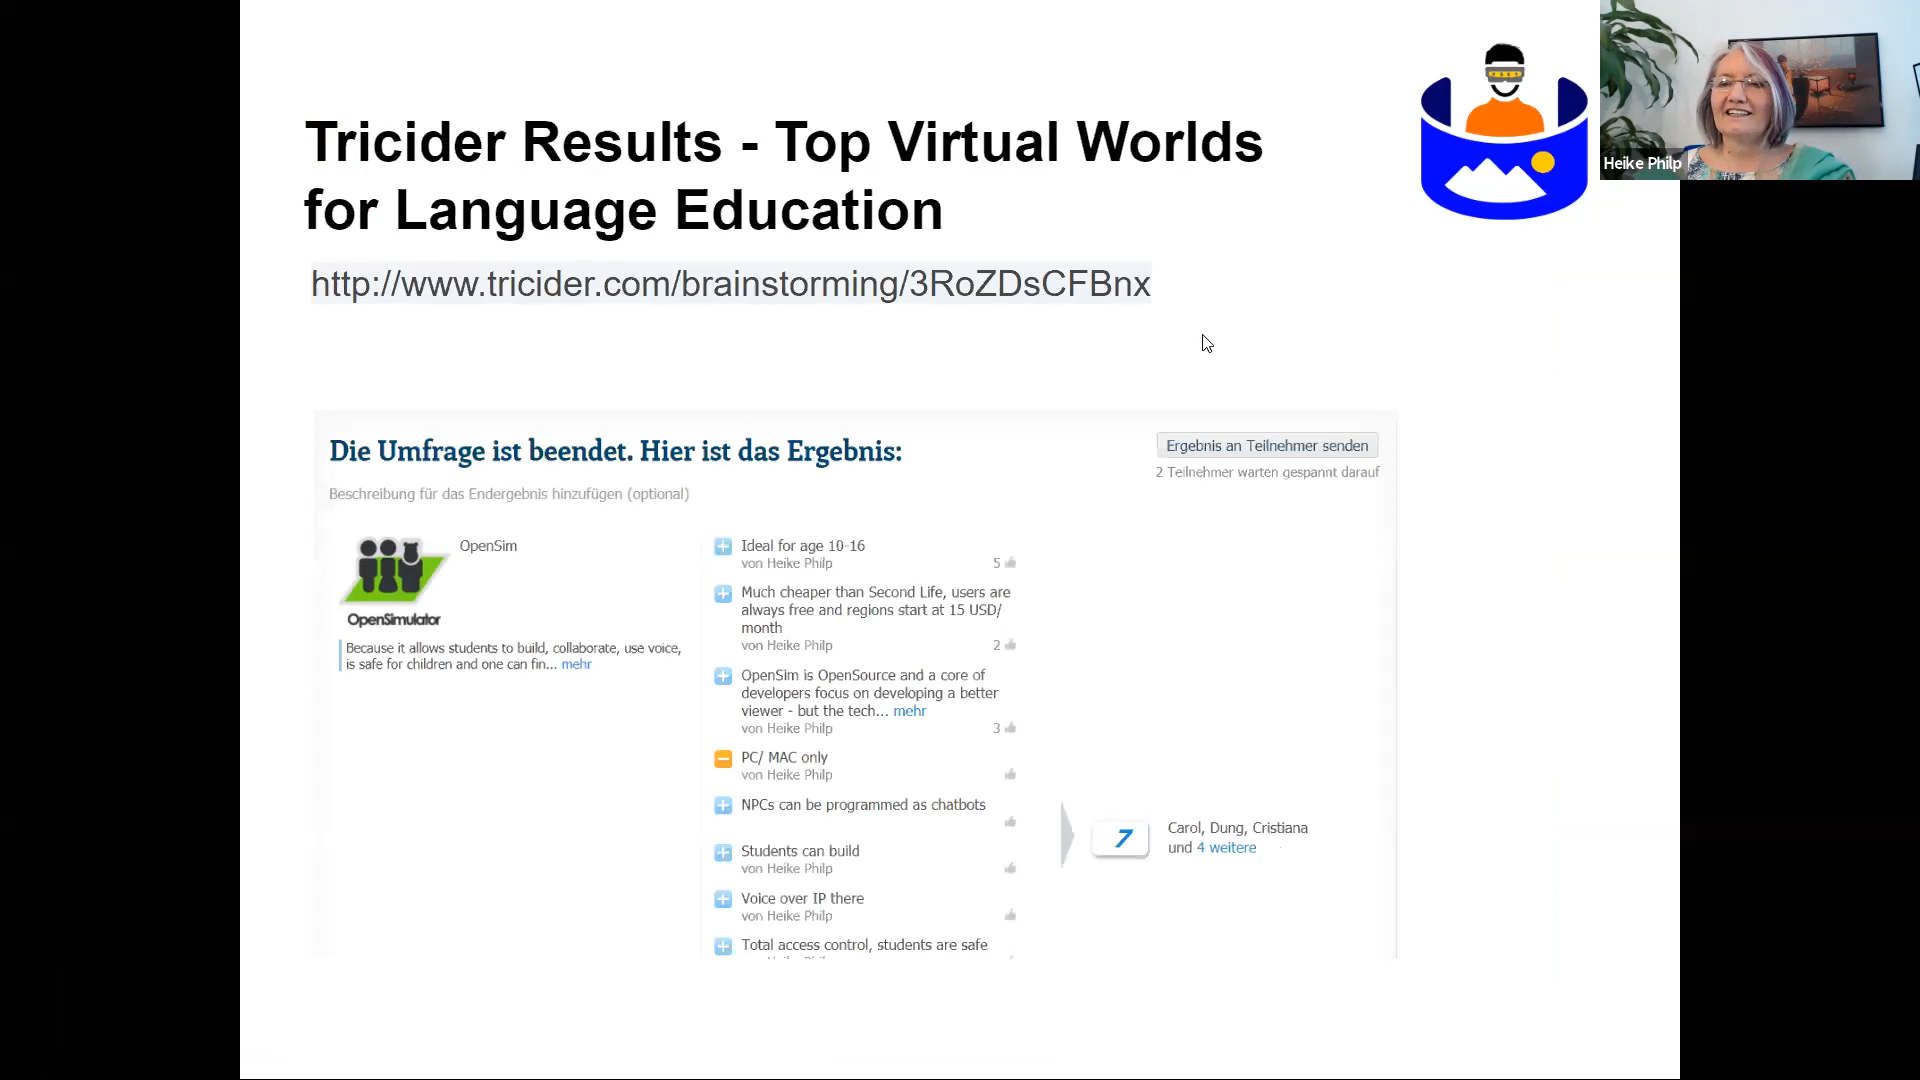 Tricider Results - Top Virtual Worlds
for Language Education
http://www.tricider.com/brainstorming/3RoZDsCFBnx
Heike Philp
Die Umfrage ist beendet. Hier ist das Ergebnis:
Ergebnis an Teilnehmer senden
2 Teilnehmer warten gespannt darauf
Beschreibung für das Endergebnis hinzufügen (optional)
OpenSim
OpenSimulator
Because it allows students to build, collaborate, use voice,
is safe for children and one can fin... mehr
Ideal for age 10-16
von Heike Philp 5
Much cheaper than Second Life, users are
always free and regions start at 15 USD/
month
von Heike Philp 2
OpenSim is OpenSource and a core of
developers focus on developing a better
viewer - but the tech... mehr
von Heike Philp 3
PC/ MAC only
von Heike Philp
NPCs can be programmed as chatbots
Students can build
von Heike Philp
Voice over IP there
von Heike Philp
Total access control, students are safe
7
Carol, Dung, Cristiana
und 4 weitere